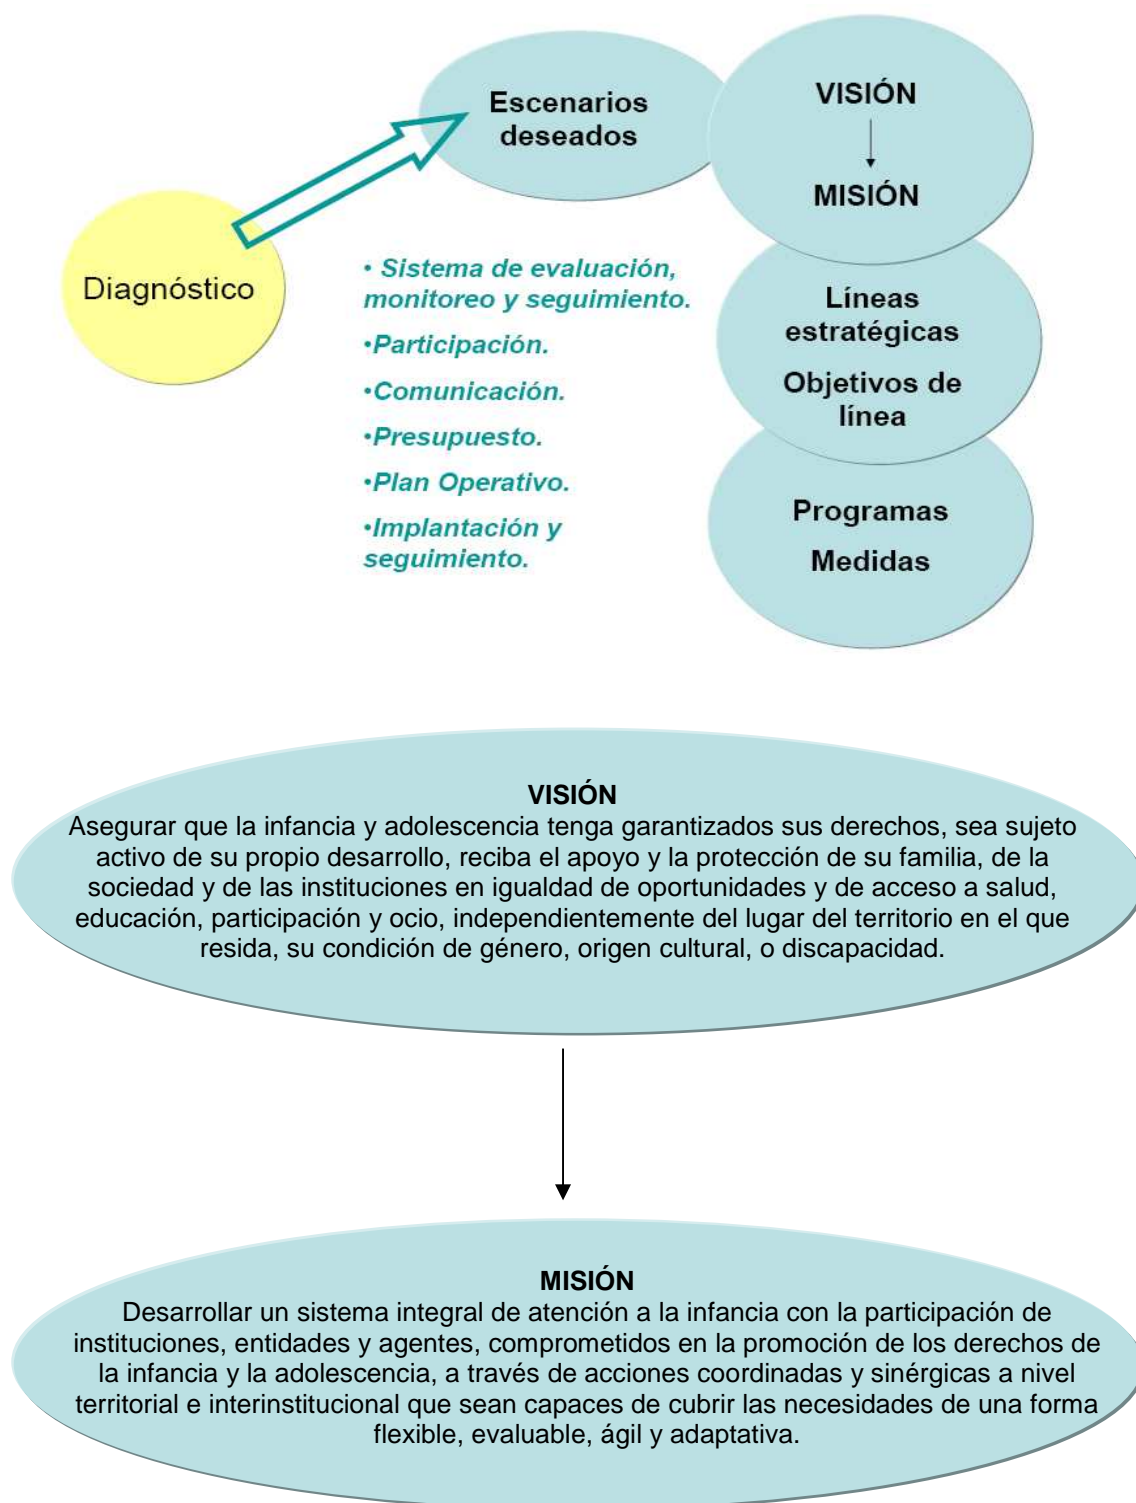 Escenarios
deseados
VISIÓN
MISIÓN
Diagnóstico
• Sistema de evaluación,
monitoreo y seguimiento.
•Participación.
•Comunicación.
•Presupuesto.
•Plan Operativo.
•Implantación y
seguimiento.
Líneas
estratégicas
Objetivos de
línea
Programas
Medidas
VISIÓN
Asegurar que la infancia y adolescencia tenga garantizados sus derechos, sea sujeto
activo de su propio desarrollo, reciba el apoyo y la protección de su familia, de la
sociedad y de las instituciones en igualdad de oportunidades y de acceso a salud,
educación, participación y ocio, independientemente del lugar del territorio en el que
resida, su condición de género, origen cultural, o discapacidad.
MISIÓN
Desarrollar un sistema integral de atención a la infancia con la participación de
instituciones, entidades y agentes, comprometidos en la promoción de los derechos de
la infancia y la adolescencia, a través de acciones coordinadas y sinérgicas a nivel
territorial e interinstitucional que sean capaces de cubrir las necesidades de una forma
flexible, evaluable, ágil y adaptativa.